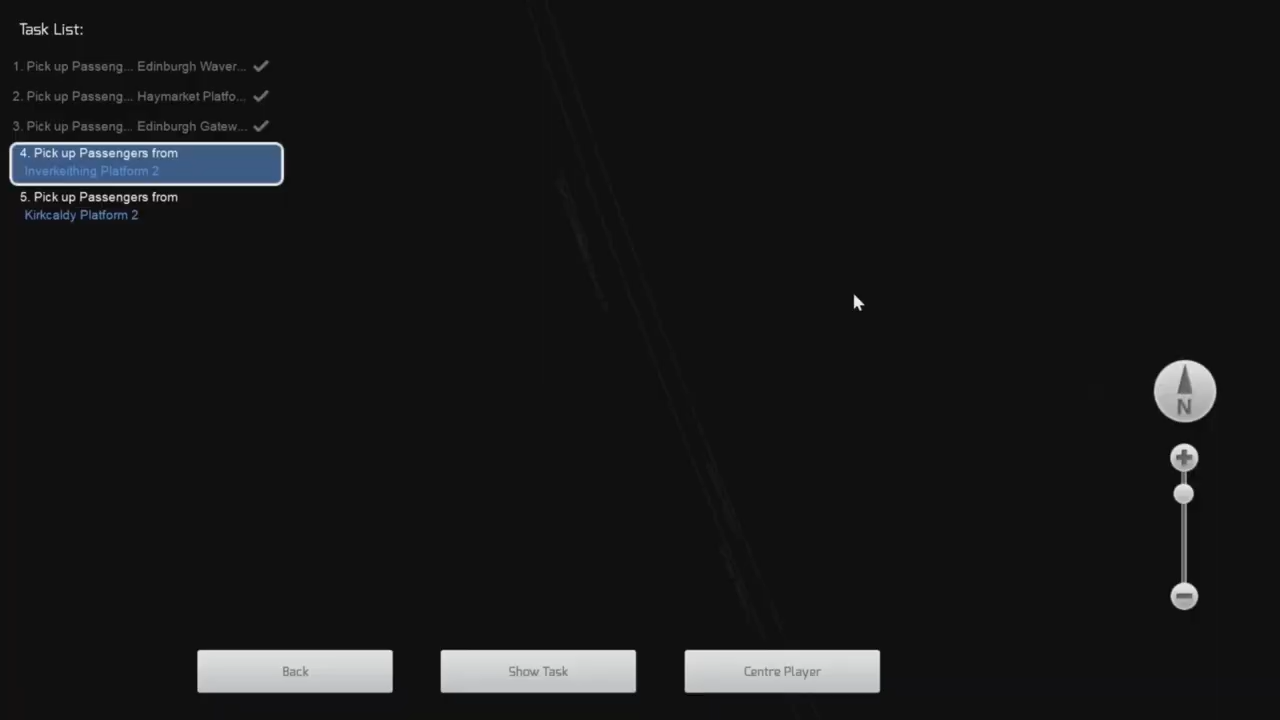 Task List:
1. Pick up Passeng... Edinburgh Waver...
2. Pick up Passeng... Haymarket Platfo...
3. Pick up Passeng... Edinburgh Gatew...
4. Pick up Passengers from
Inverkeithing Platform 2
5. Pick up Passengers from
Kirkcaldy Platform 2
N
Back
Show Task
Centre Player